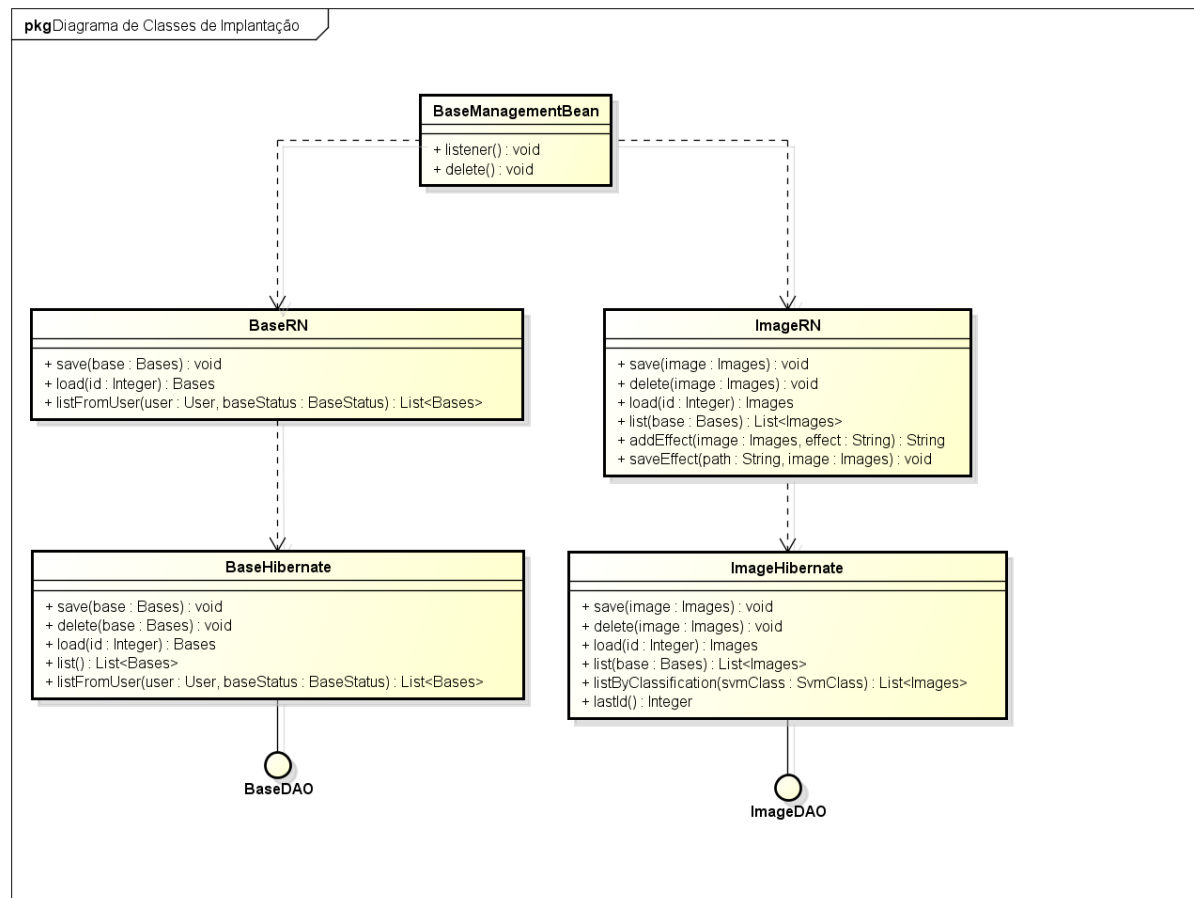 pkg Diagrama de Classes de Implantação
BaseManagementBean
+ listener() : void
+ delete() : void
BaseRN
+ save(base : Bases) : void
+ load(id : Integer) : Bases
+ listFromUser(user : User, baseStatus : BaseStatus) : List<Bases>
ImageRN
+ save(image : Images) : void
+ delete(image : Images) : void
+ load(id : Integer) : Images
+ list(base : Bases) : List<Images>
+ addEffect(image : Images, effect : String) : String
+ saveEffect(path : String, image : Images) : void
BaseHibernate
+ save(base : Bases) : void
+ delete(base : Bases) : void
+ load(id : Integer) : Bases
+ list() : List<Bases>
+ listFromUser(user : User, baseStatus : BaseStatus) : List<Bases>
ImageHibernate
+ save(image : Images) : void
+ delete(image : Images) : void
+ load(id : Integer) : Images
+ list(base : Bases) : List<Images>
+ listByClassification(svmClass : SvmClass) : List<Images>
+ lastId() : Integer
BaseDAO
ImageDAO